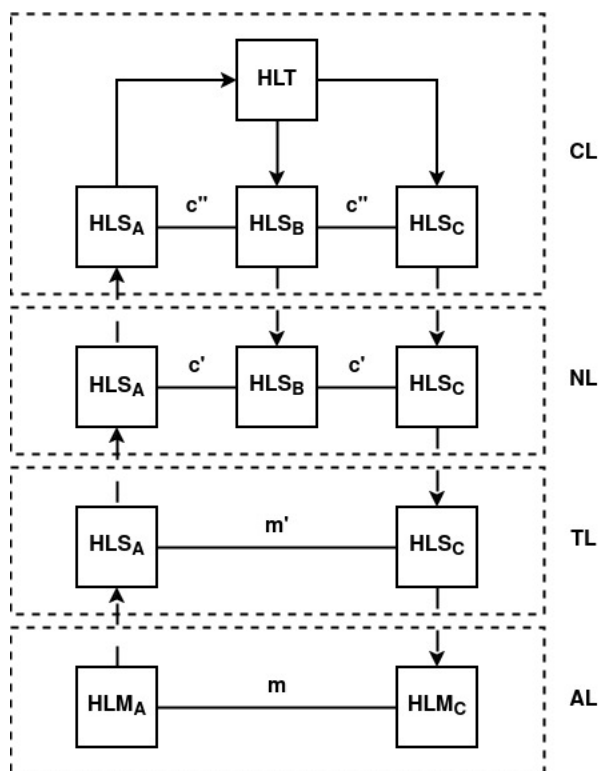 HLT
CL
c" c"
HLSA HLSB HLSC
c' c'
NL
HLSA HLSB HLSC
m'
TL
HLSA HLSC
m
AL
HLMA HLMC